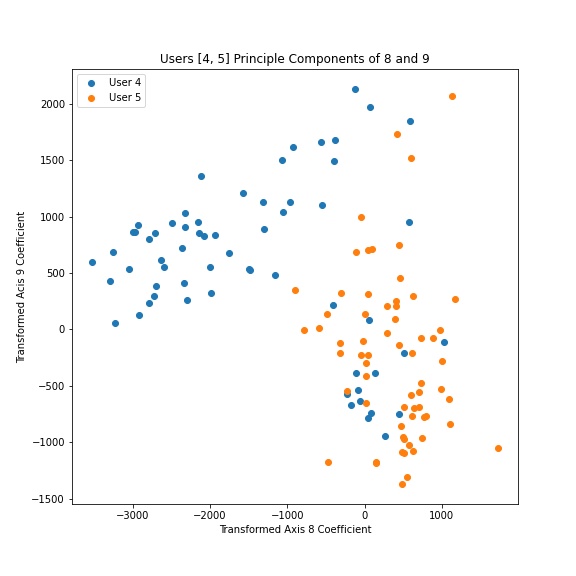 Users [4, 5] Principle Components of 8 and 9
User 4
User 5
2000
1500
1000
500
0
−500
−1000
−1500
Transformed Acis 9 Coefficient
−3000 −2000 −1000 0 1000
Transformed Axis 8 Coefficient